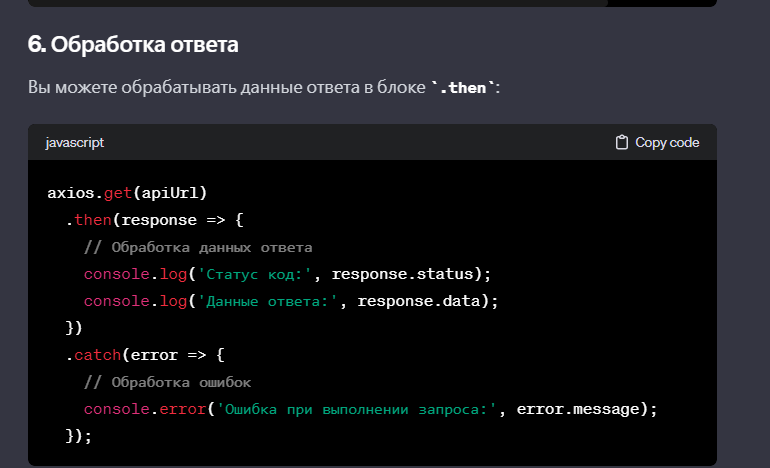 6. Обработка ответа
Вы можете обрабатывать данные ответа в блоке `.then`:
javascript
Copy code
axios.get(apiUrl)
  .then(response => {
    // Обработка данных ответа
    console.log('Статус код:', response.status);
    console.log('Данные ответа:', response.data);
  })
  .catch(error => {
    // Обработка ошибок
    console.error('Ошибка при выполнении запроса:', error.message);
  });